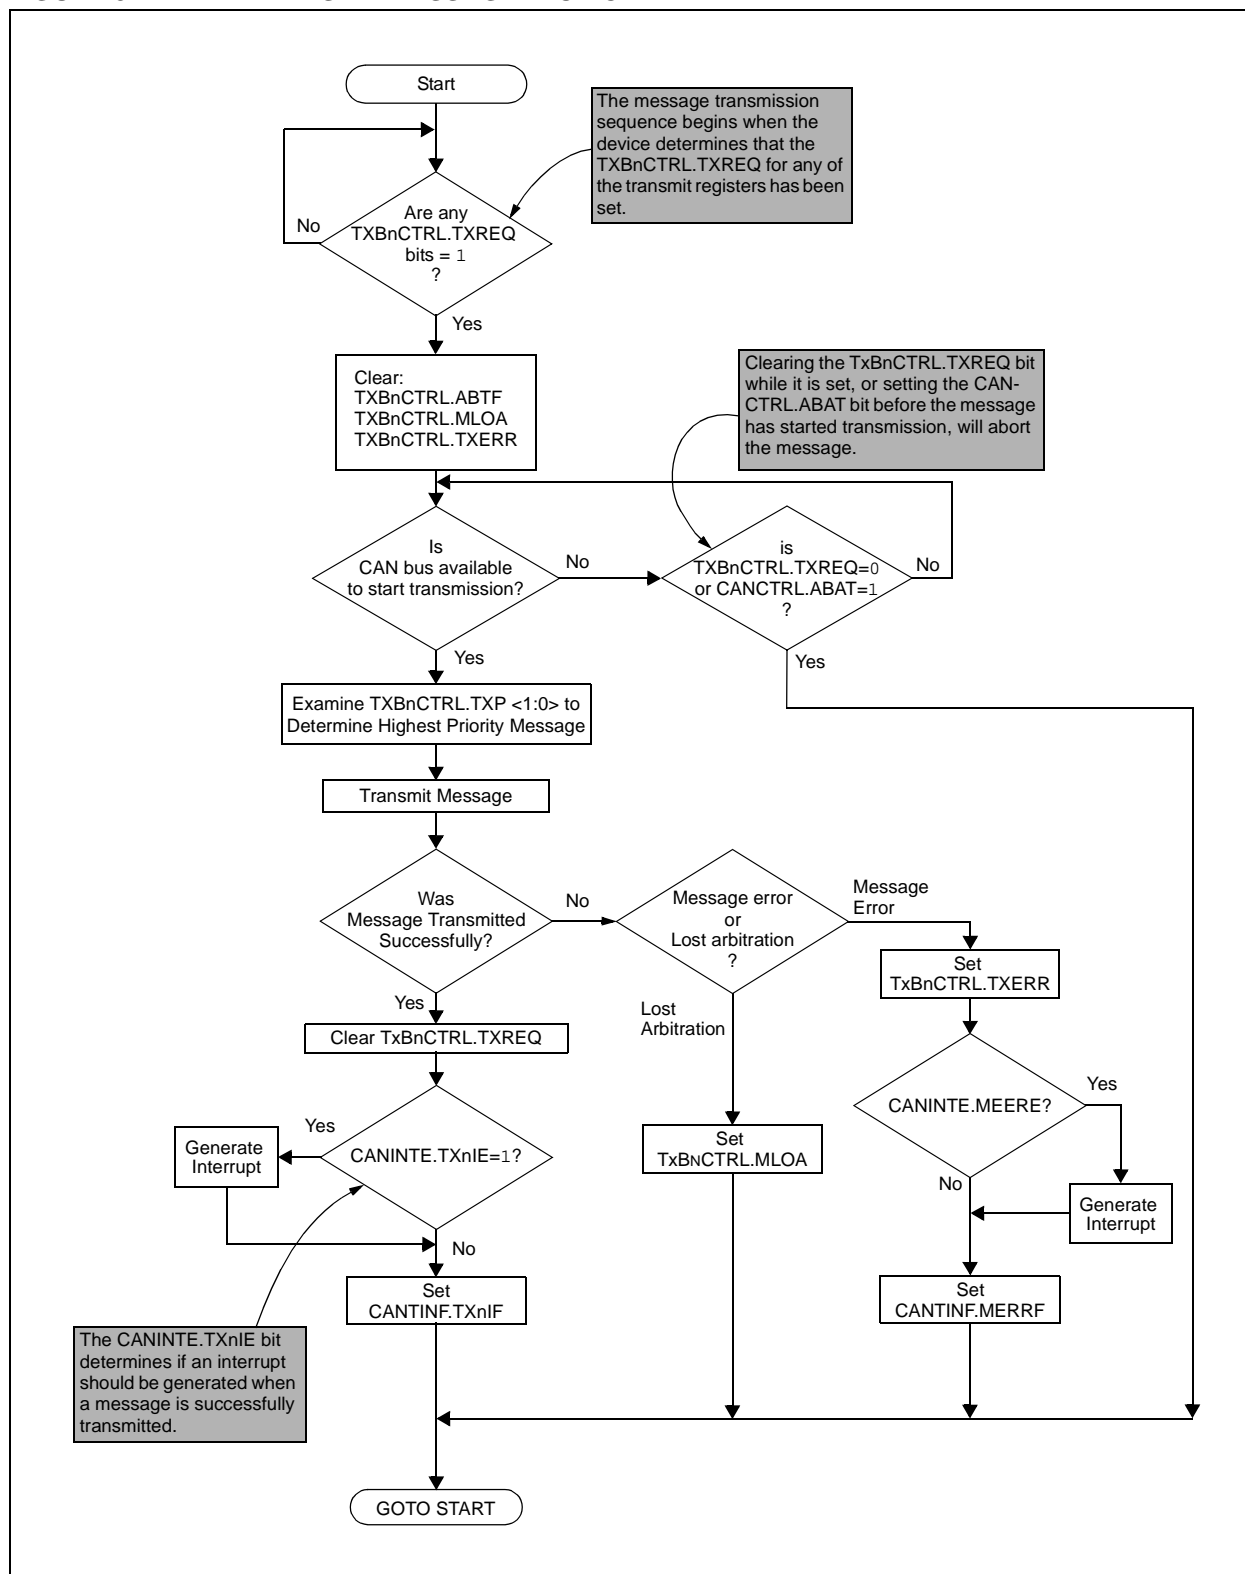 Start
The message transmission
sequence begins when the
device determines that the
TXBnCTRL.TXREQ for any of
the transmit registers has been
set.
Are any
TXBnCTRL.TXREQ
bits = 1
?
No
Yes
Clear:
TXBnCTRL.ABTF
TXBnCTRL.MLOA
TXBnCTRL.TXERR
Clearing the TxBnCTRL.TXREQ bit
while it is set, or setting the CAN-
CTRL.ABAT bit before the message
has started transmission, will abort
the message.
Is
CAN bus available
to start transmission?
No
is
TXBnCTRL.TXREQ=0
or CANCTRL.ABAT=1
?
No
Yes
Yes
Examine TXBnCTRL.TXP <1:0> to
Determine Highest Priority Message
Transmit Message
Was
Message Transmitted
Successfully?
No
Message error
or
Lost arbitration
?
Message
Error
Set
TxBnCTRL.TXERR
Yes
Lost
Arbitration
Clear TxBnCTRL.TXREQ
CANINTE.MEERE?
Yes
Yes
Generate
Interrupt
CANINTE.TXnIE=1?
Set
TxBNCTRL.MLOA
No
Generate
Interrupt
No
Set
CANTINF.TXnIF
Set
CANTINF.MERRF
The CANINTE.TXnIE bit
determines if an interrupt
should be generated when
a message is successfully
transmitted.
GOTO START